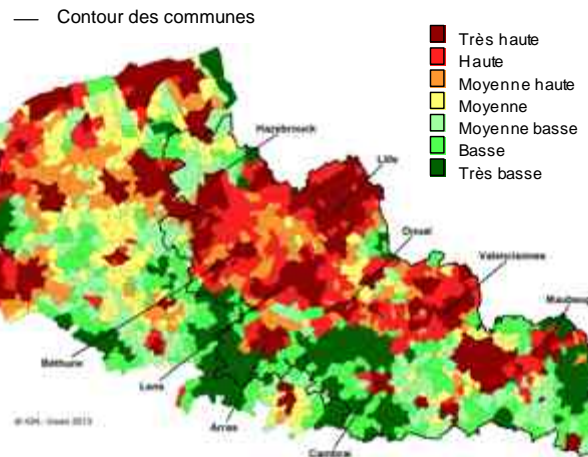 Contour des communes
Très haute
Haute
Moyenne haute
Moyenne
Moyenne basse
Basse
Très basse
Hazebrouck
Lille
Douai
Valenciennes
Béthune
Lens
Arras
Cambrai